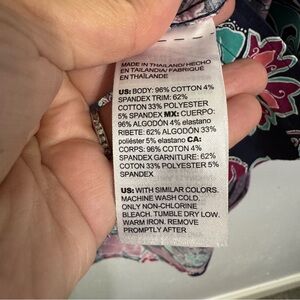 MADE IN THAILAND/HECHO
EN TAILANDIA/ FABRIQUÉ
EN THAÏLANDE
US: BODY: 96% COTTON 4%
SPANDEX TRIM: 62%
COTTON 33% POLYESTER
5% SPANDEX MX: CUERPO:
96% ALGODÓN 4% elastano
RIBETE: 62% ALGODÓN 33%
poliéster 5% elastano CA:
CORPS: 96% COTON 4%
SPANDEX GARNITURE: 62%
COTON 33% POLYESTER 5%
SPANDEX
US: WITH SIMILAR COLORS.
MACHINE WASH COLD.
ONLY NON-CHLORINE
BLEACH. TUMBLE DRY LOW.
WARM IRON. REMOVE
PROMPTLY AFTER